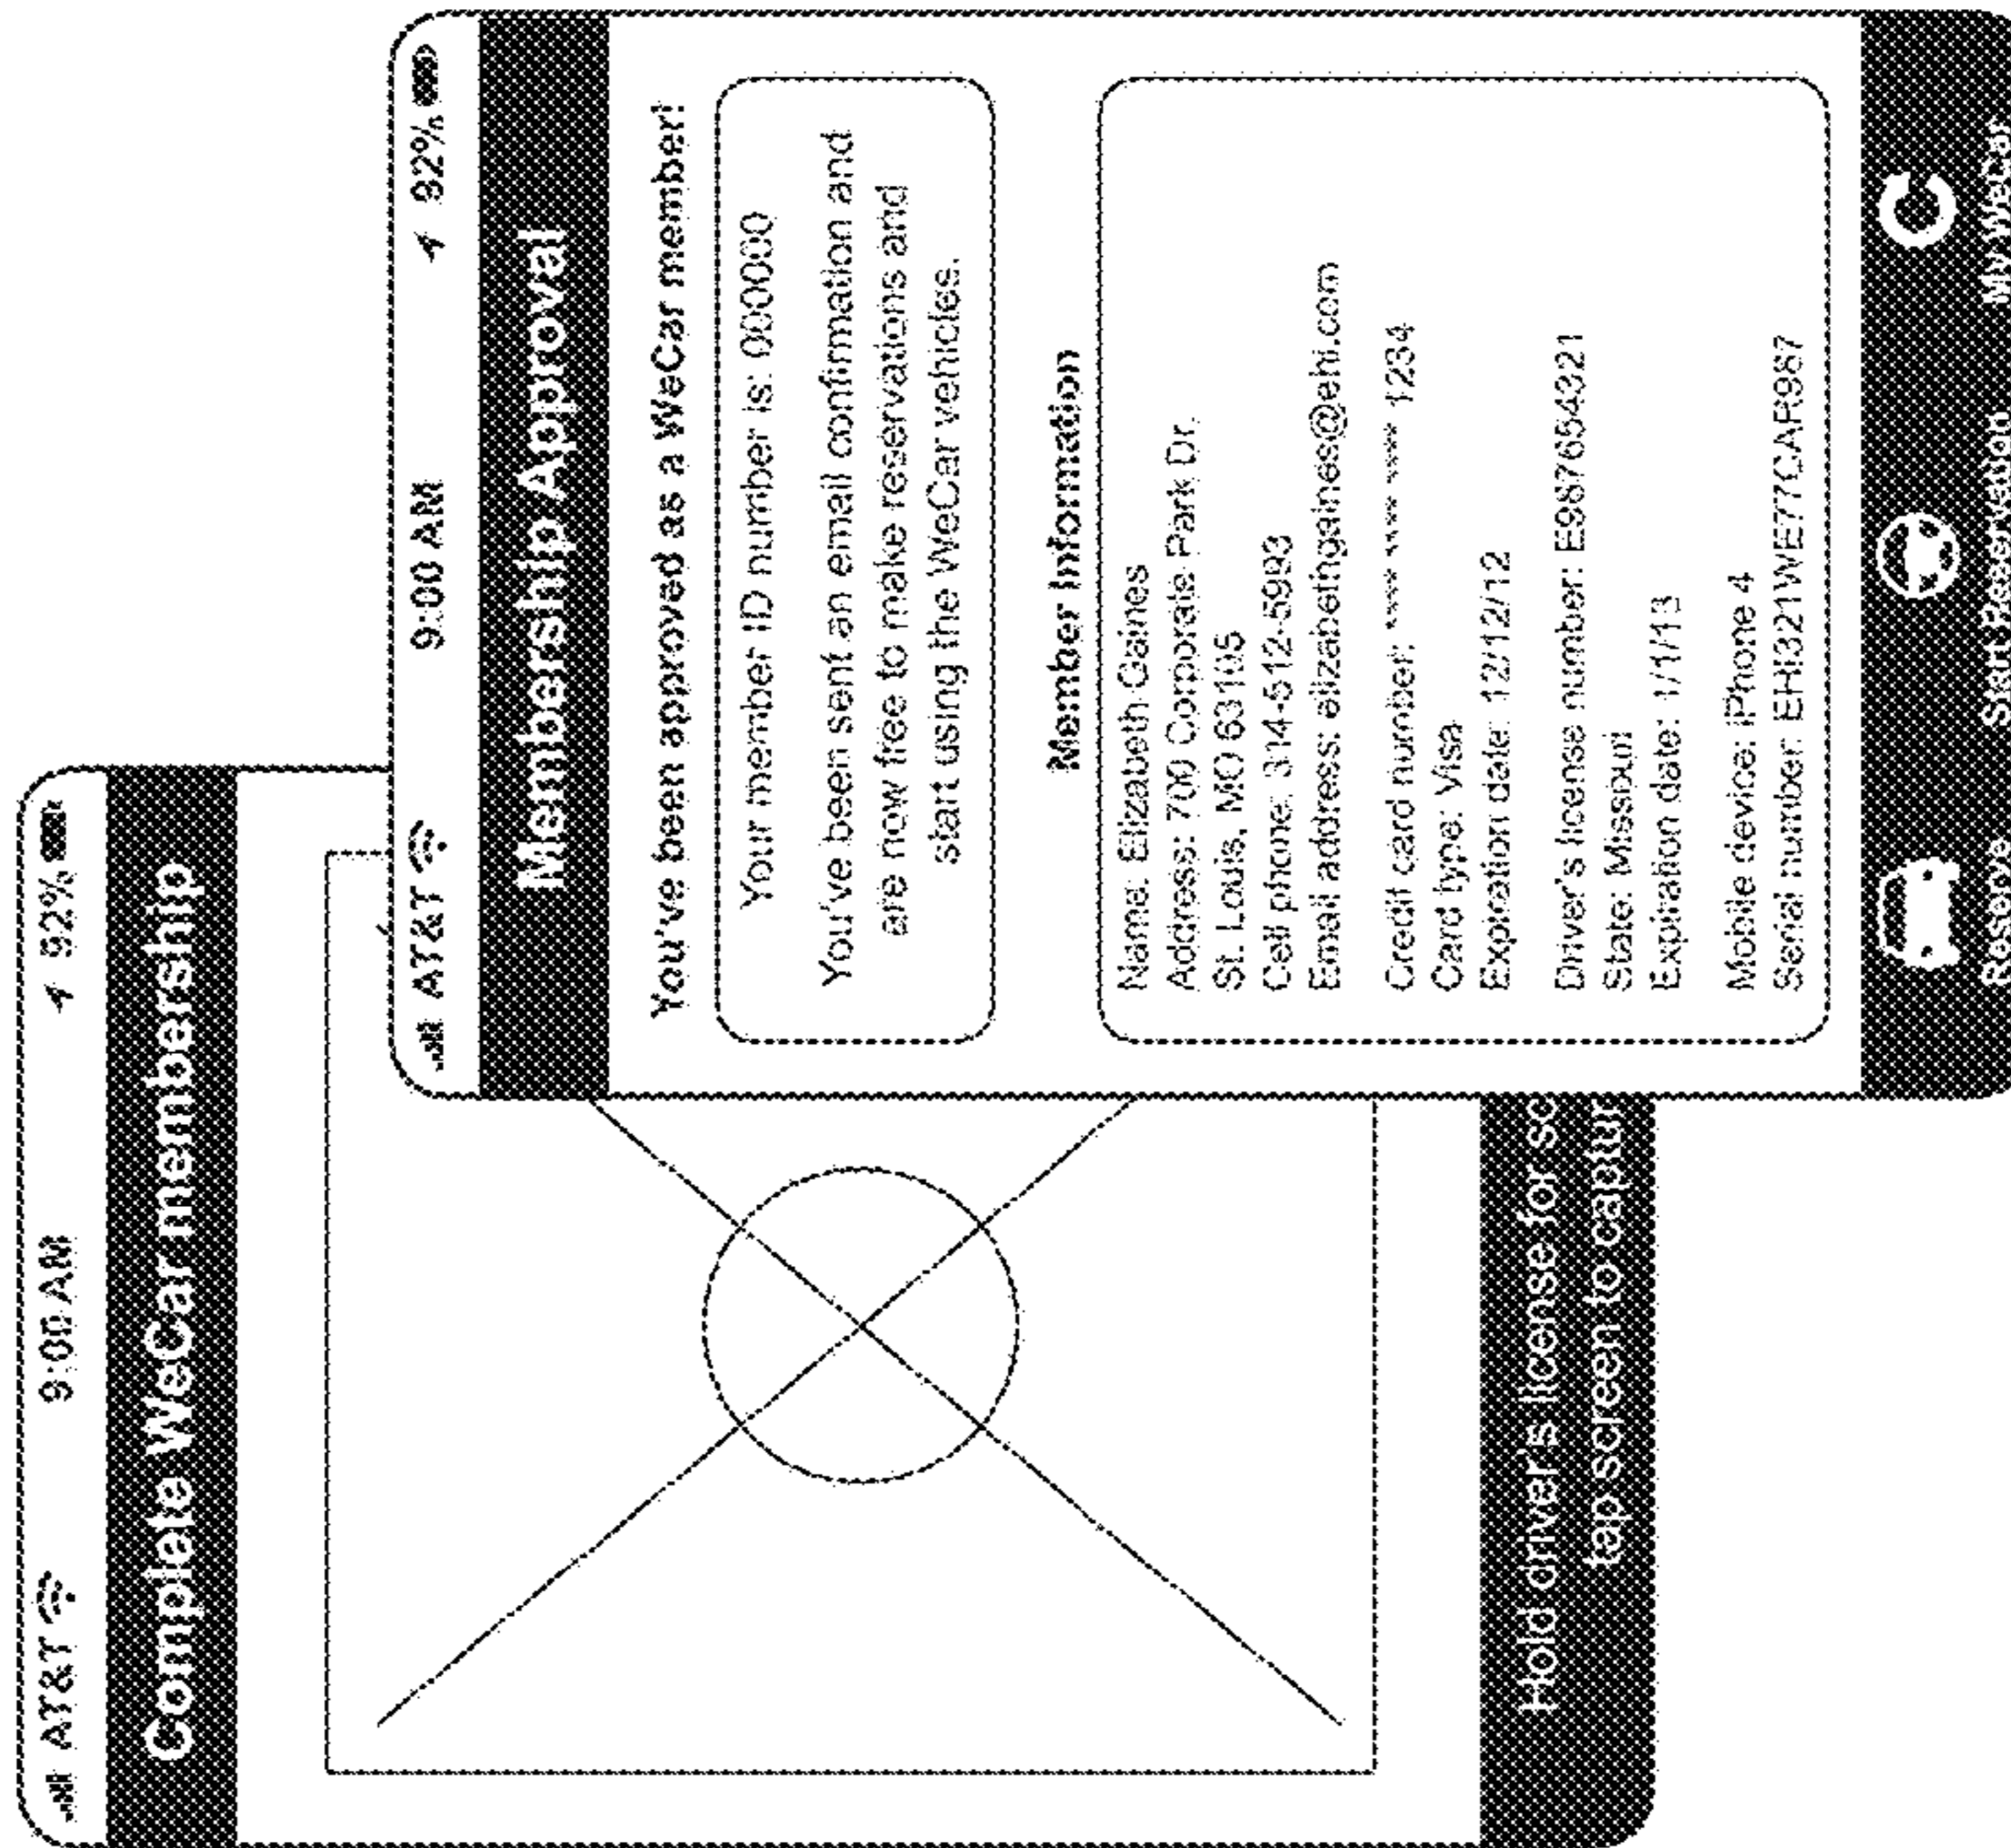 AT&T 9:00 AM 92%
Complete WeCar membership
Hold driver's license for
tap screen to
AT&T 9:00 AM 92%
Membership Approval
You've been approved as a WeCar member!
Your member ID number is: 00000
You've been sent an email confirmation and
are now free to make reservations and
start using the WeCar vehicles.
Member Information
Name: Elizabeth Gaines
Address: 700 Corporate Park Dr.
St. Louis, MO 63105
Cell phone: 314-512-5993
Email address: elizabethgaines@ehi.com
Credit card number: **** **** **** 1234
Card type: Visa
Expiration date: 12/12/12
Driver's license number: E987654321
State: Missouri
Expiration date: 1/1/13
Mobile device: iPhone 4
Serial number: EHI321WE77CAR987
Reserve Start Reservation My WeCar